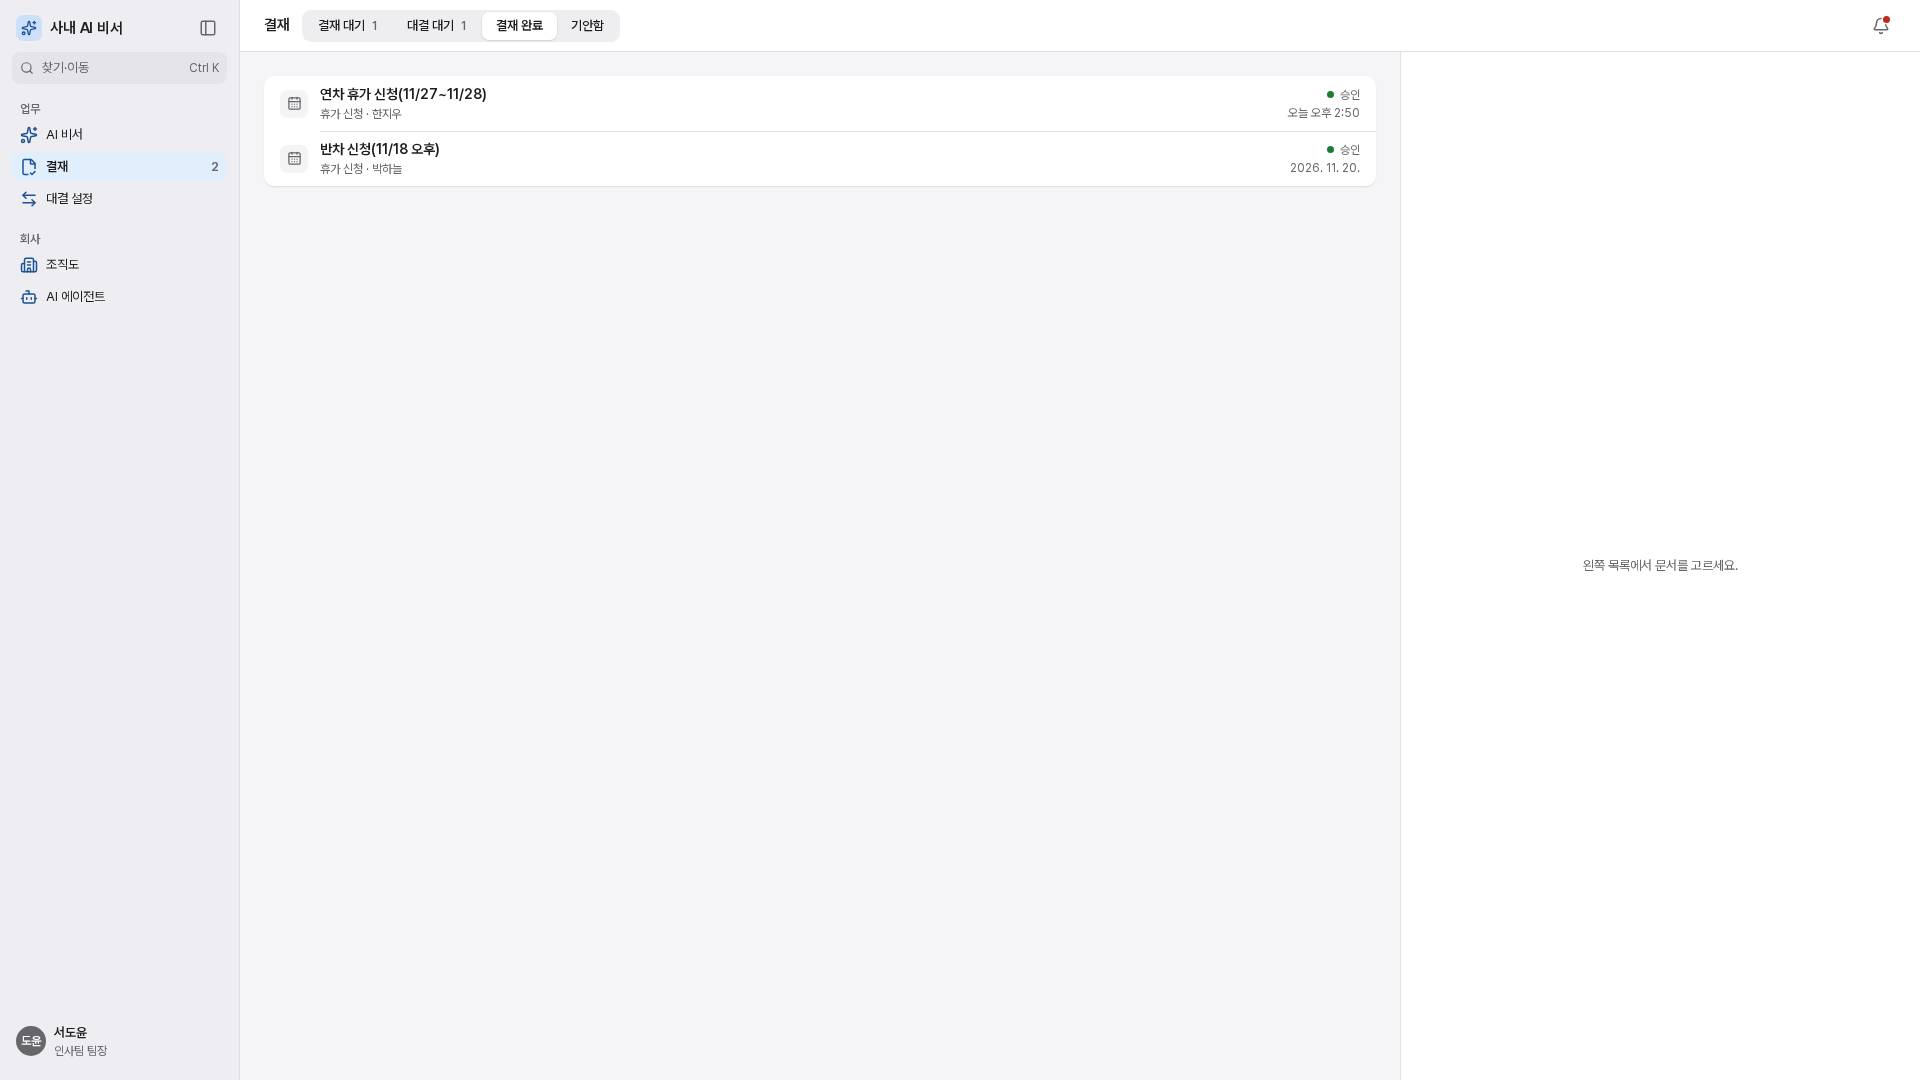 사내 AI 비서
찾기·이동 Ctrl K
업무
AI 비서
결재 2
대결 설정
회사
조직도
AI 에이전트
서도윤
도윤
인사팀 팀장
결재 결재 대기 1 대결 대기 1 결재 완료 기안함
연차 휴가 신청(11/27~11/28) 승인
휴가 신청 · 한지우 오늘 오후 2:50
반차 신청(11/18 오후) 승인
휴가 신청 · 박하늘 2026. 11. 20.
왼쪽 목록에서 문서를 고르세요.